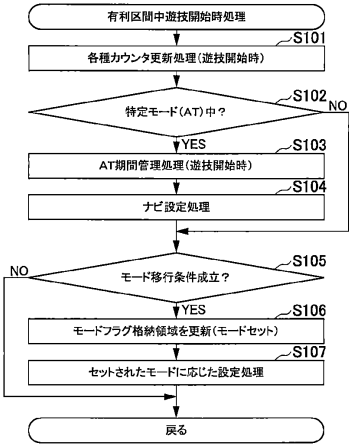 有利区間中遊技開始時処理
S101
各種カウンタ更新処理(遊技開始時)
S102
特定モード(AT)中?
NO
YES
S103
AT期間管理処理(遊技開始時)
S104
ナビ設定処理
S105
NO
モード移行条件成立?
YES
S106
モードフラグ格納領域を更新(モードセット)
S107
セットされたモードに応じた設定処理
戻る